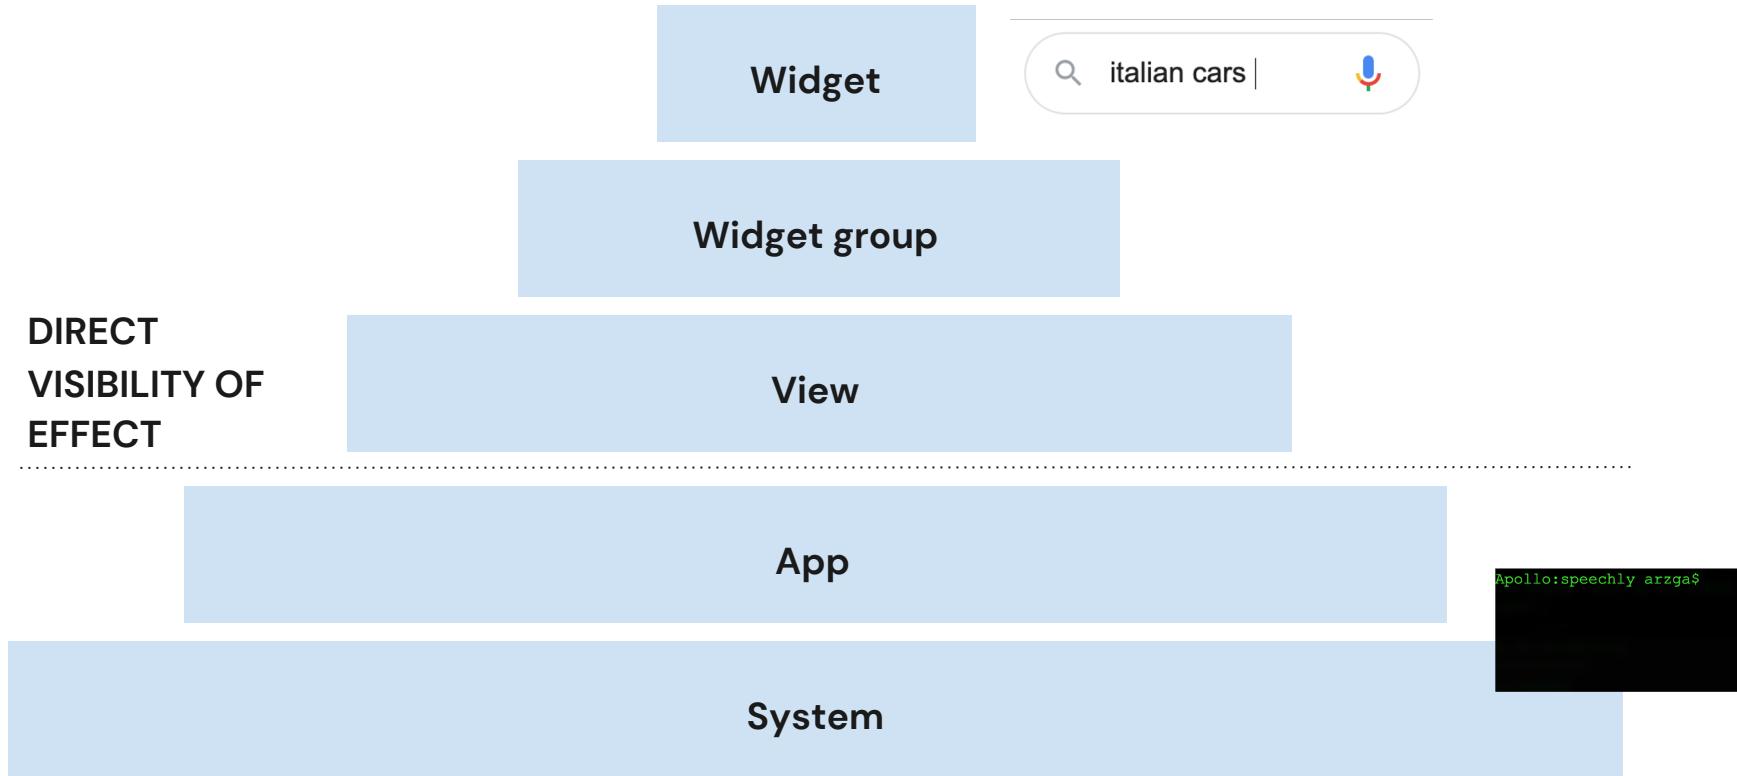 Widget
italian cars
Widget group
DIRECT
VISIBILITY OF
EFFECT
View
App
Apollo:speechly arzga$
System